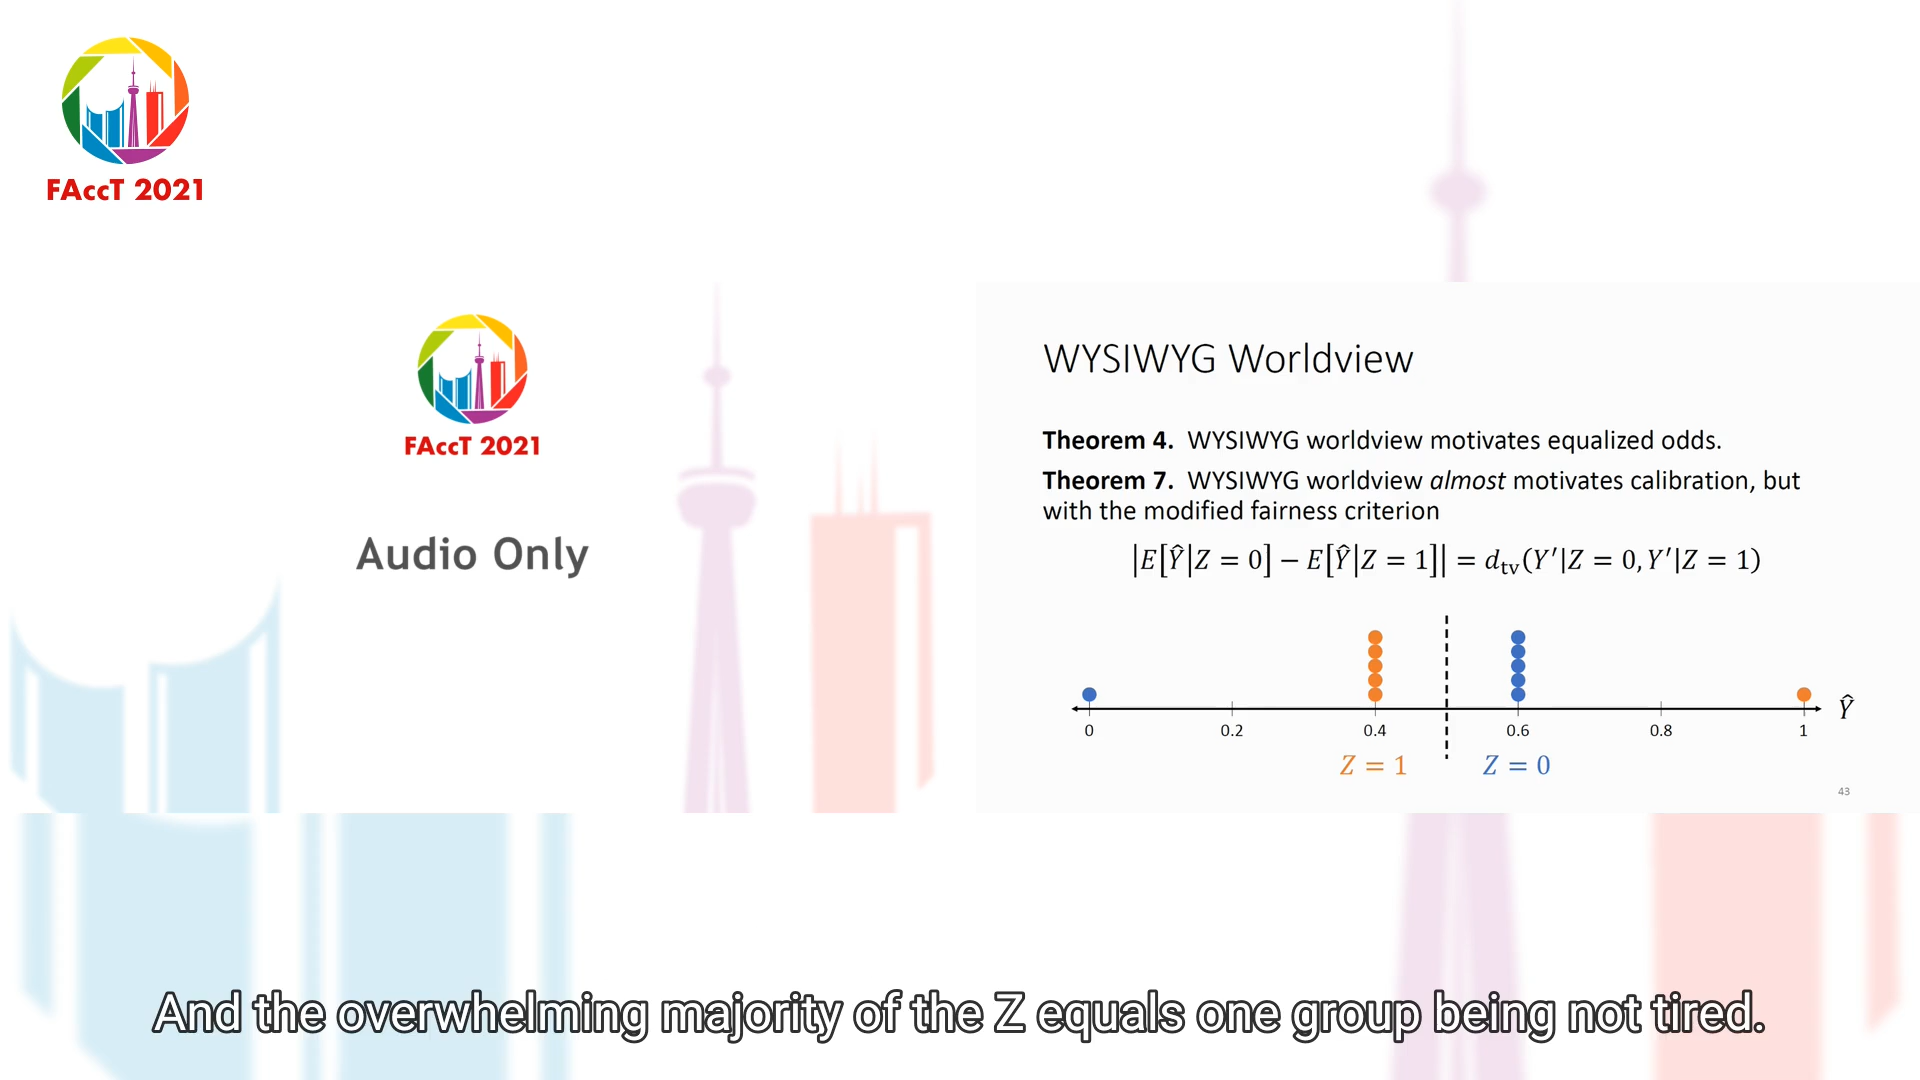 FAccT 2021
FAccT 2021
Audio Only
WYSIWYG Worldview
Theorem 4. WYSIWYG worldview motivates equalized odds.
Theorem 7. WYSIWYG worldview almost motivates calibration, but
with the modified fairness criterion
|E[Ŷ|Z = 0] − E[Ŷ|Z = 1]| = d_tv(Y′|Z = 0, Y′|Z = 1)
Ŷ
0 0.2 0.4 0.6 0.8 1
Z = 1 Z = 0
43
And the overwhelming majority of the Z equals one group being not tired.